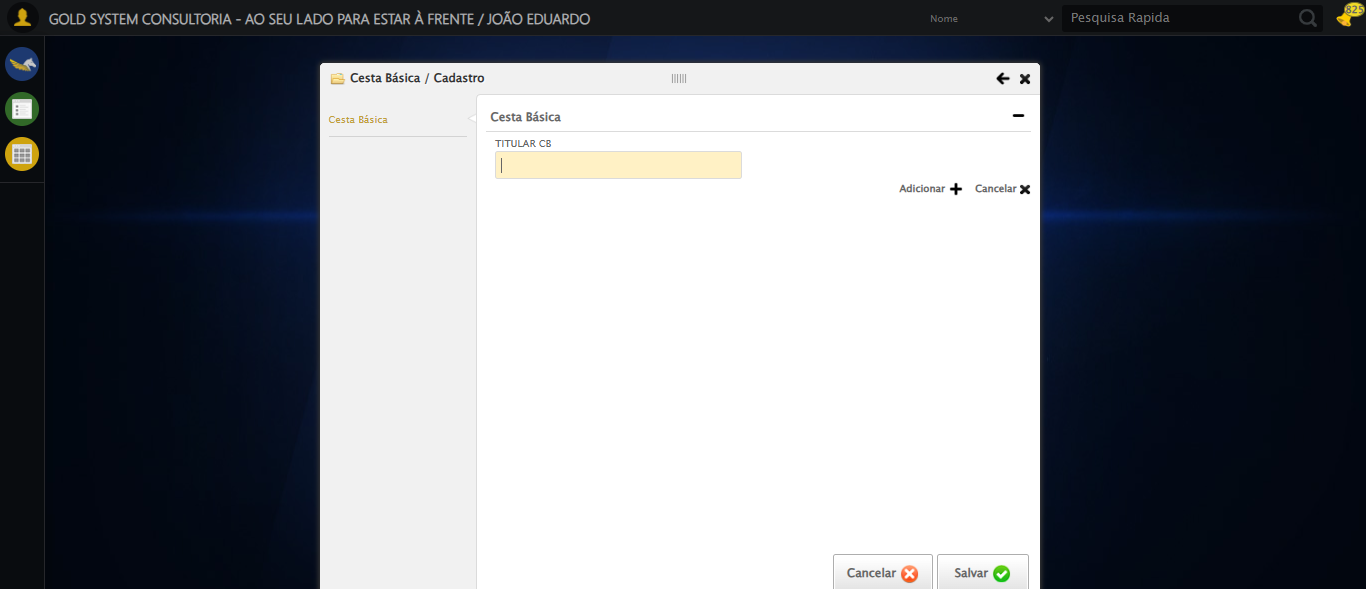 GOLD SYSTEM CONSULTORIA - AO SEU LADO PARA ESTAR À FRENTE / JOÃO EDUARDO
Nome
Pesquisa Rapida
825
Cesta Básica / Cadastro
Cesta Básica
Cesta Básica
TITULAR CB
Adicionar
Cancelar
Cancelar
Salvar